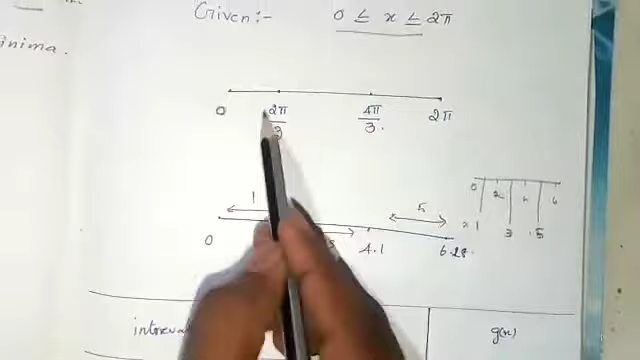 inima.
Given:- 0 ≤ x ≤ 2π
0 2π/3 4π/3. 2π
1 5
0 4.1 6.28.
0 2 4 6
1 3 5
interval g(x)